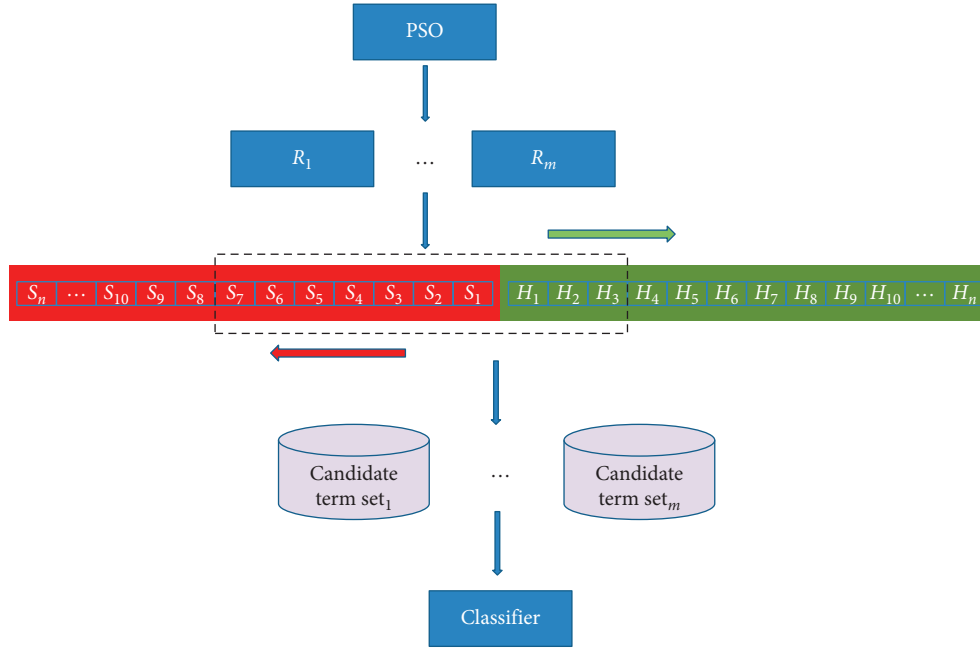 PSO
R₁ … Rₘ
Sₙ … S₁₀ S₉ S₈ S₇ S₆ S₅ S₄ S₃ S₂ S₁ H₁ H₂ H₃ H₄ H₅ H₆ H₇ H₈ H₉ H₁₀ … Hₙ
Candidate
term set₁
…
Candidate
term setₘ
Classifier